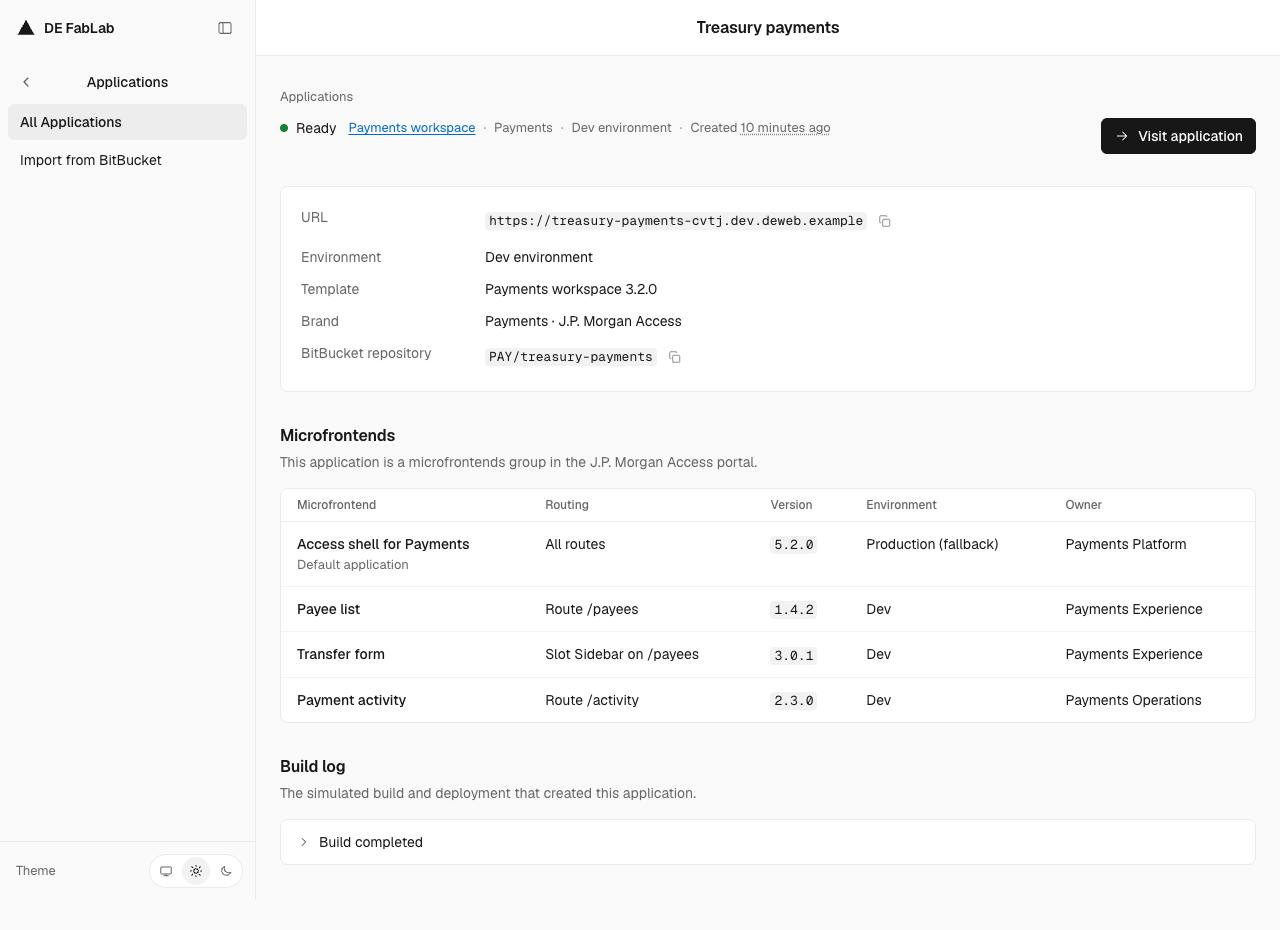 DE FabLab
Treasury payments
Applications
All Applications
Import from BitBucket
Applications
Ready Payments workspace · Payments · Dev environment · Created 10 minutes ago
Visit application
URL https://treasury-payments-cvtj.dev.deweb.example
Environment Dev environment
Template Payments workspace 3.2.0
Brand Payments · J.P. Morgan Access
BitBucket repository PAY/treasury-payments
Microfrontends
This application is a microfrontends group in the J.P. Morgan Access portal.
Microfrontend Routing Version Environment Owner
Access shell for Payments All routes 5.2.0 Production (fallback) Payments Platform
Default application
Payee list Route /payees 1.4.2 Dev Payments Experience
Transfer form Slot Sidebar on /payees 3.0.1 Dev Payments Experience
Payment activity Route /activity 2.3.0 Dev Payments Operations
Build log
The simulated build and deployment that created this application.
Build completed
Theme